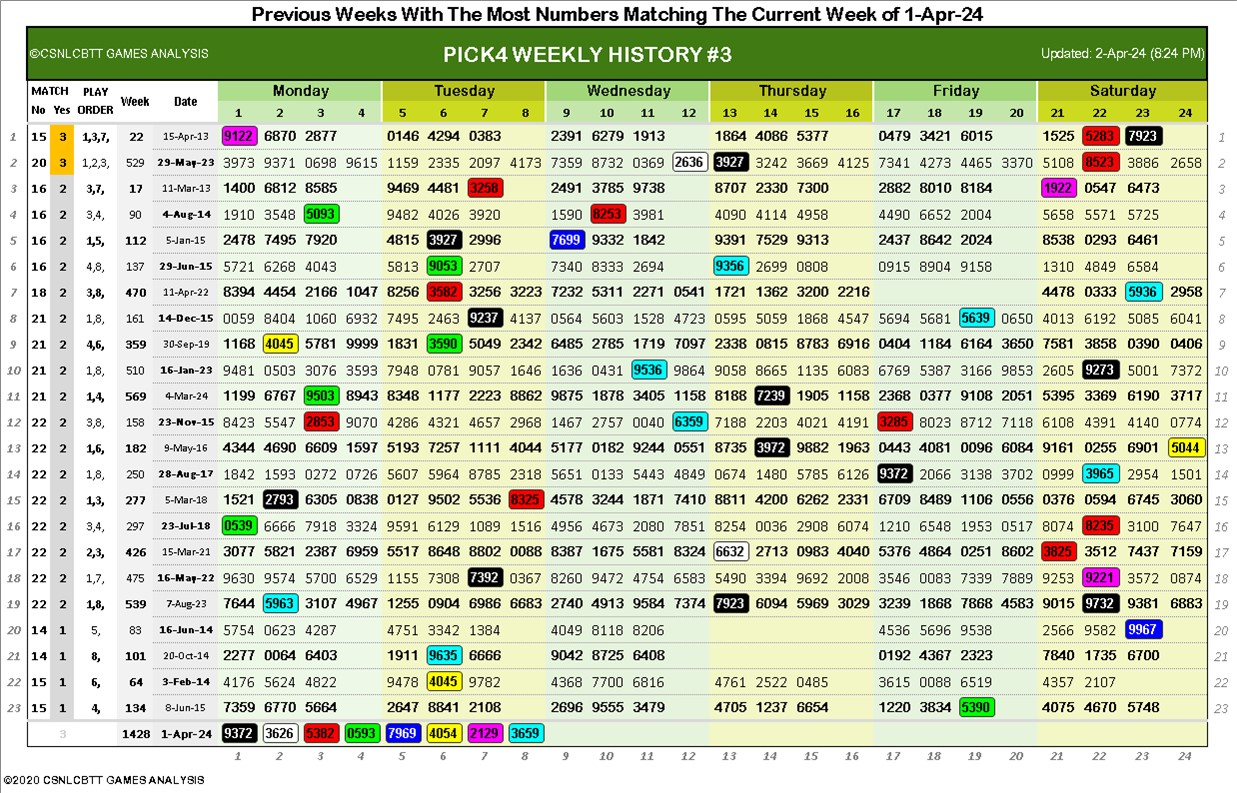 Previous Weeks With The Most Numbers Matching The Current Week of 1-Apr-24
©CSNLCBTT GAMES ANALYSIS PICK4 WEEKLY HISTORY #3 Updated: 2-Apr-24 (8:24 PM)
MATCH PLAY Week Date Monday Tuesday Wednesday Thursday Friday Saturday
No Yes ORDER 1 2 3 4 5 6 7 8 9 10 11 12 13 14 15 16 17 18 19 20 21 22 23 24
1 15 3 1,3,7, 22 15-Apr-13 9122 6870 2877 0146 4294 0383 2391 6279 1913 1864 4086 5377 0479 3421 6015 1525 5283 7923 1
2 20 3 1,2,3, 529 29-May-23 3973 9371 0698 9615 1159 2335 2097 4173 7359 8732 0369 2636 3927 3242 3669 4125 7341 4273 4465 3370 5108 8523 3886 2658 2
3 16 2 3,7, 17 11-Mar-13 1400 6812 8585 9469 4481 3258 2491 3785 9738 8707 2330 7300 2882 8010 8184 1922 0547 6473 3
4 16 2 3,4, 90 4-Aug-14 1910 3548 5093 9482 4026 3920 1590 8253 3981 4090 4114 4958 4490 6652 2004 5658 5571 5725 4
5 16 2 1,5, 112 5-Jan-15 2478 7495 7920 4815 3927 2996 7699 9332 1842 9391 7529 9313 2437 8642 2024 8538 0293 6461 5
6 16 2 4,8, 137 29-Jun-15 5721 6268 4043 5813 9053 2707 7340 8333 2694 9356 2699 0808 0915 8904 9158 1310 4849 6584 6
7 18 2 3,8, 470 11-Apr-22 8394 4454 2166 1047 8256 3582 3256 3223 7232 5311 2271 0541 1721 1362 3200 2216 4478 0333 5936 2958 7
8 21 2 1,8, 161 14-Dec-15 0059 8404 1060 6932 7495 2463 9237 4137 0564 5603 1528 4723 0595 5059 1868 4547 5694 5681 5639 0650 4013 6192 5085 6041 8
9 21 2 4,6, 359 30-Sep-19 1168 4045 5781 9999 1831 3590 5049 2342 6485 2785 1719 7097 2338 0815 8783 6916 0404 1184 6164 3650 7581 3858 0390 0406 9
10 21 2 1,8, 510 16-Jan-23 9481 0503 3076 3593 7948 0781 9057 1646 1636 0431 9536 9864 9058 8665 1135 6083 6769 5387 3166 9853 2605 9273 5001 7372 10
11 21 2 1,4, 569 4-Mar-24 1199 6767 9503 8943 8348 1177 2223 8862 9875 1878 3405 1158 8188 7239 1905 1158 2368 0377 9108 2051 5395 3369 6190 3717 11
12 22 2 3,8, 158 23-Nov-15 8423 5547 2853 9070 4286 4321 4657 2968 1467 2757 0040 6359 7188 2203 4021 4191 3285 8023 8712 7118 6108 4391 4140 0774 12
13 22 2 1,6, 182 9-May-16 4344 4690 6609 1597 5193 7257 1111 4044 5177 0182 9244 0551 8735 3972 9882 1963 0443 4081 0096 6084 9161 0255 6901 5044 13
14 22 2 1,8, 250 28-Aug-17 1842 1593 0272 0726 5607 5964 8785 2318 5651 0133 5443 4849 0674 1480 5785 6126 9372 2066 3138 3702 0999 3965 2954 1501 14
15 22 2 1,3, 277 5-Mar-18 1521 2793 6305 0838 0127 9502 5536 8325 4578 3244 1871 7410 8811 4200 6262 2331 6709 8489 1106 0556 0376 0594 6745 3060 15
16 22 2 3,4, 297 23-Jul-18 0539 6666 7918 3324 9591 6129 1089 1516 4956 4673 2080 7851 8254 0036 2908 6074 1210 6548 1953 0517 8074 8235 3100 7647 16
17 22 2 2,3, 426 15-Mar-21 3077 5821 2387 6959 5517 8648 8802 0088 8387 1675 5581 8324 6632 2713 0983 4040 5376 4864 0251 8602 3825 3512 7437 7159 17
18 22 2 1,7, 475 16-May-22 9630 9574 5700 6529 1155 7308 7392 0367 8260 9472 4754 6583 5490 3394 9692 2008 3546 0083 7339 7889 9253 9221 3572 0874 18
19 22 2 1,8, 539 7-Aug-23 7644 5963 3107 4967 1255 0904 6986 6683 2740 4913 9584 7374 7923 6094 5969 3029 3239 1868 7868 4583 9015 9732 9381 6883 19
20 14 1 5, 83 16-Jun-14 5754 0623 4287 4751 3342 1384 4049 8118 8206 4536 5696 9538 2566 9582 9967 20
21 14 1 8, 101 20-Oct-14 2277 0064 6403 1911 9635 6666 9042 8725 6408 0192 4367 2323 7840 1735 6700 21
22 15 1 6, 64 3-Feb-14 4176 5624 4822 9478 4045 9782 4368 7700 6816 4761 2522 0485 3615 0088 6519 4357 2107 22
23 15 1 4, 134 8-Jun-15 7359 6770 5664 2647 8841 2108 2696 9555 3479 4705 1237 6654 1220 3834 5390 4075 4670 5748 23
3 1428 1-Apr-24 9372 3626 5382 0593 7969 4054 2129 3659
1 2 3 4 5 6 7 8 9 10 11 12 13 14 15 16 17 18 19 20 21 22 23 24
©2020 CSNLCBTT GAMES ANALYSIS